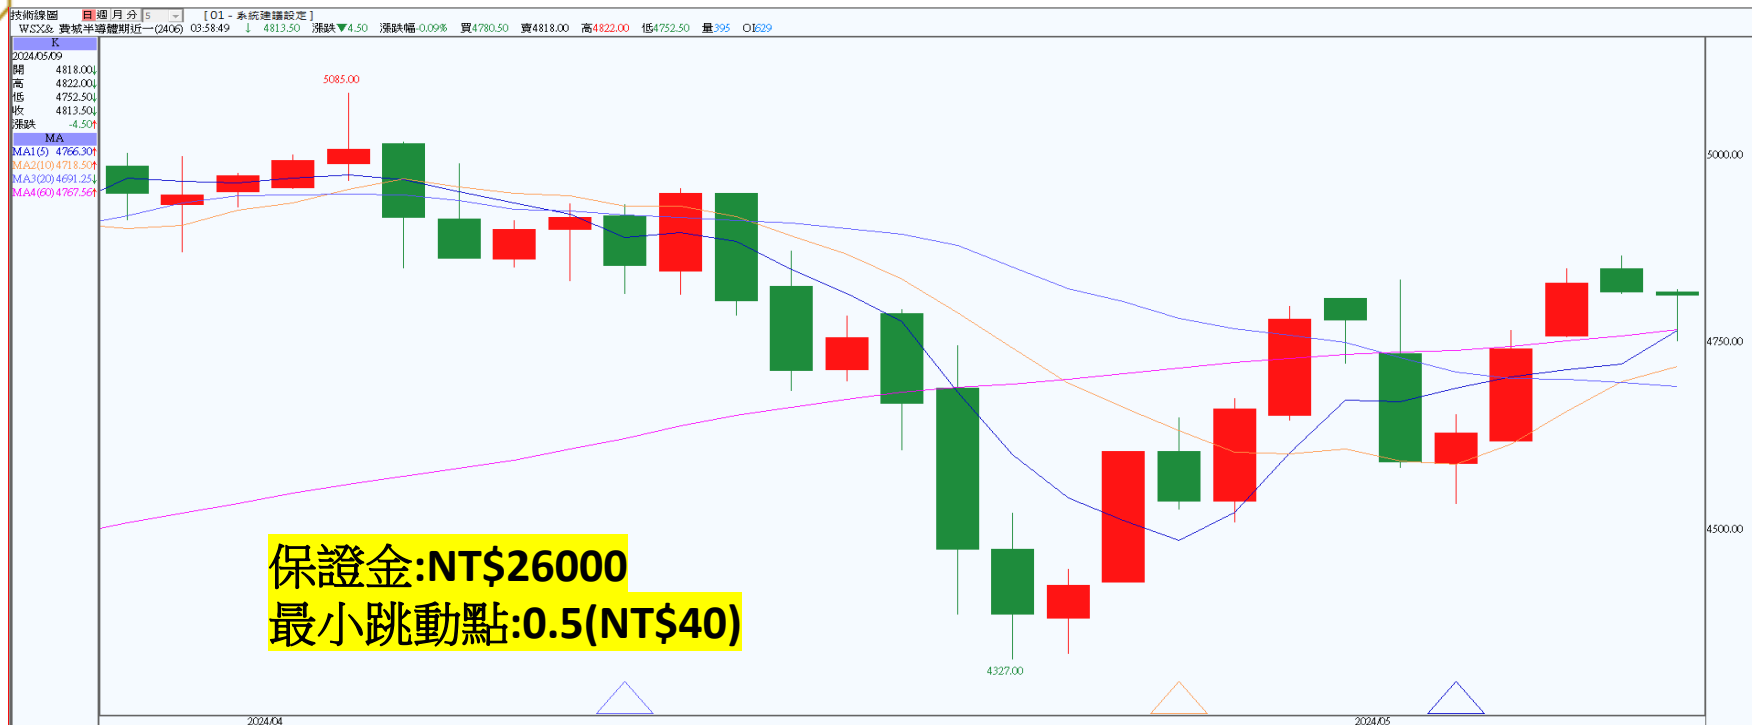 技術線圖 日 週 月 分 5 [ 01 - 系統建議設定 ]
WSX& 費城半導體期近一(2406) 03:58:49 ↓ 4813.50 漲跌▼4.50 漲跌幅-0.09% 買4780.50 賣4818.00 高4822.00 低4752.50 量395 OI629
K
2024/05/09
開 4818.00↓
高 4822.00↓
低 4752.50↓
收 4813.50↓
漲跌 -4.50↑
MA
MA1(5) 4766.30↑
MA2(10) 4718.50↑
MA3(20) 4691.25↓
MA4(60) 4767.56↑
5085.00
5000.00
4750.00
4500.00
保證金:NT$26000
最小跳動點:0.5(NT$40)
4327.00
2024/04
2024/05